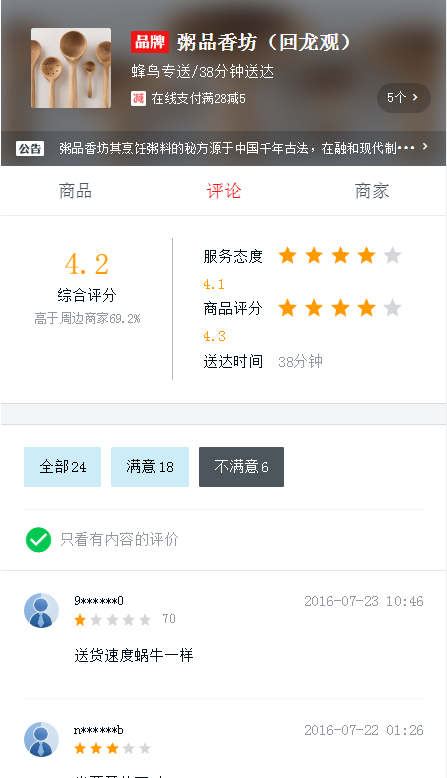 品牌 粥品香坊（回龙观）
蜂鸟专送/38分钟送达
减 在线支付满28减5
5个 >
公告 粥品香坊其烹饪粥料的秘方源于中国千年古法，在融和现代制··· >
商品 评论 商家
4.2
综合评分
高于周边商家69.2%
服务态度
4.1
商品评分
4.3
送达时间 38分钟
全部24 满意18 不满意6
只看有内容的评价
9******0 2016-07-23 10:46
70
送货速度蜗牛一样
n******b 2016-07-22 01:26